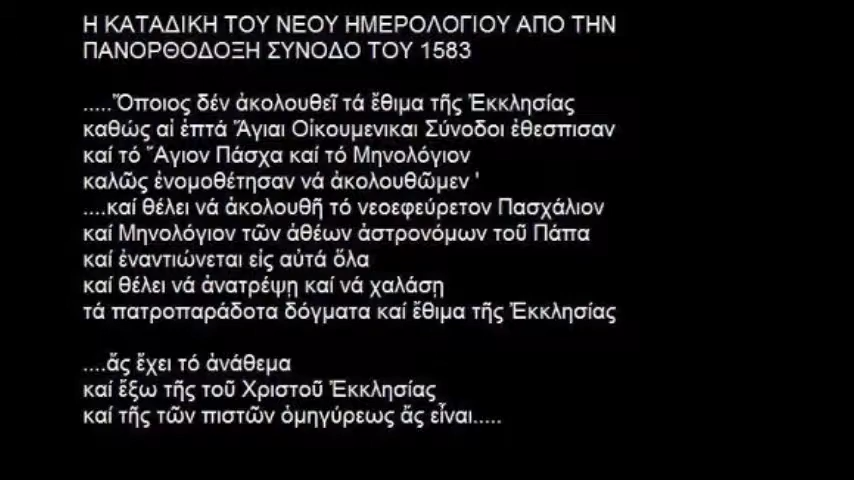 Η ΚΑΤΑΔΙΚΗ ΤΟΥ ΝΕΟΥ ΗΜΕΡΟΛΟΓΙΟΥ ΑΠΟ ΤΗΝ
ΠΑΝΟΡΘΟΔΟΞΗ ΣΥΝΟΔΟ ΤΟΥ 1583
.....Ὅποιος δέν ἀκολουθεῖ τά ἔθιμα τῆς Ἐκκλησίας
καθώς αἱ ἑπτά Ἅγιαι Οἰκουμενικαι Σύνοδοι ἐθεσπισαν
καί τό Ἅγιον Πάσχα καί τό Μηνολόγιον
καλῶς ἐνομοθέτησαν νά ἀκολουθῶμεν '
....καί θέλει νά ἀκολουθῆ τό νεοεφεύρετον Πασχάλιον
καί Μηνολόγιον τῶν ἀθέων ἀστρονόμων τοῦ Πάπα
καί ἐναντιώνεται είς αὐτά ὅλα
καί θέλει νά ἀνατρέψῃ καί νά χαλάσῃ
τά πατροπαράδοτα δόγματα καί ἔθιμα τῆς Ἐκκλησίας
....ἄς ἔχει τό ἀνάθεμα
καί ἔξω τῆς τοῦ Χριστοῦ Ἐκκλησίας
καί τῆς τῶν πιστῶν ὁμηγύρεως ἄς εἶναι.....